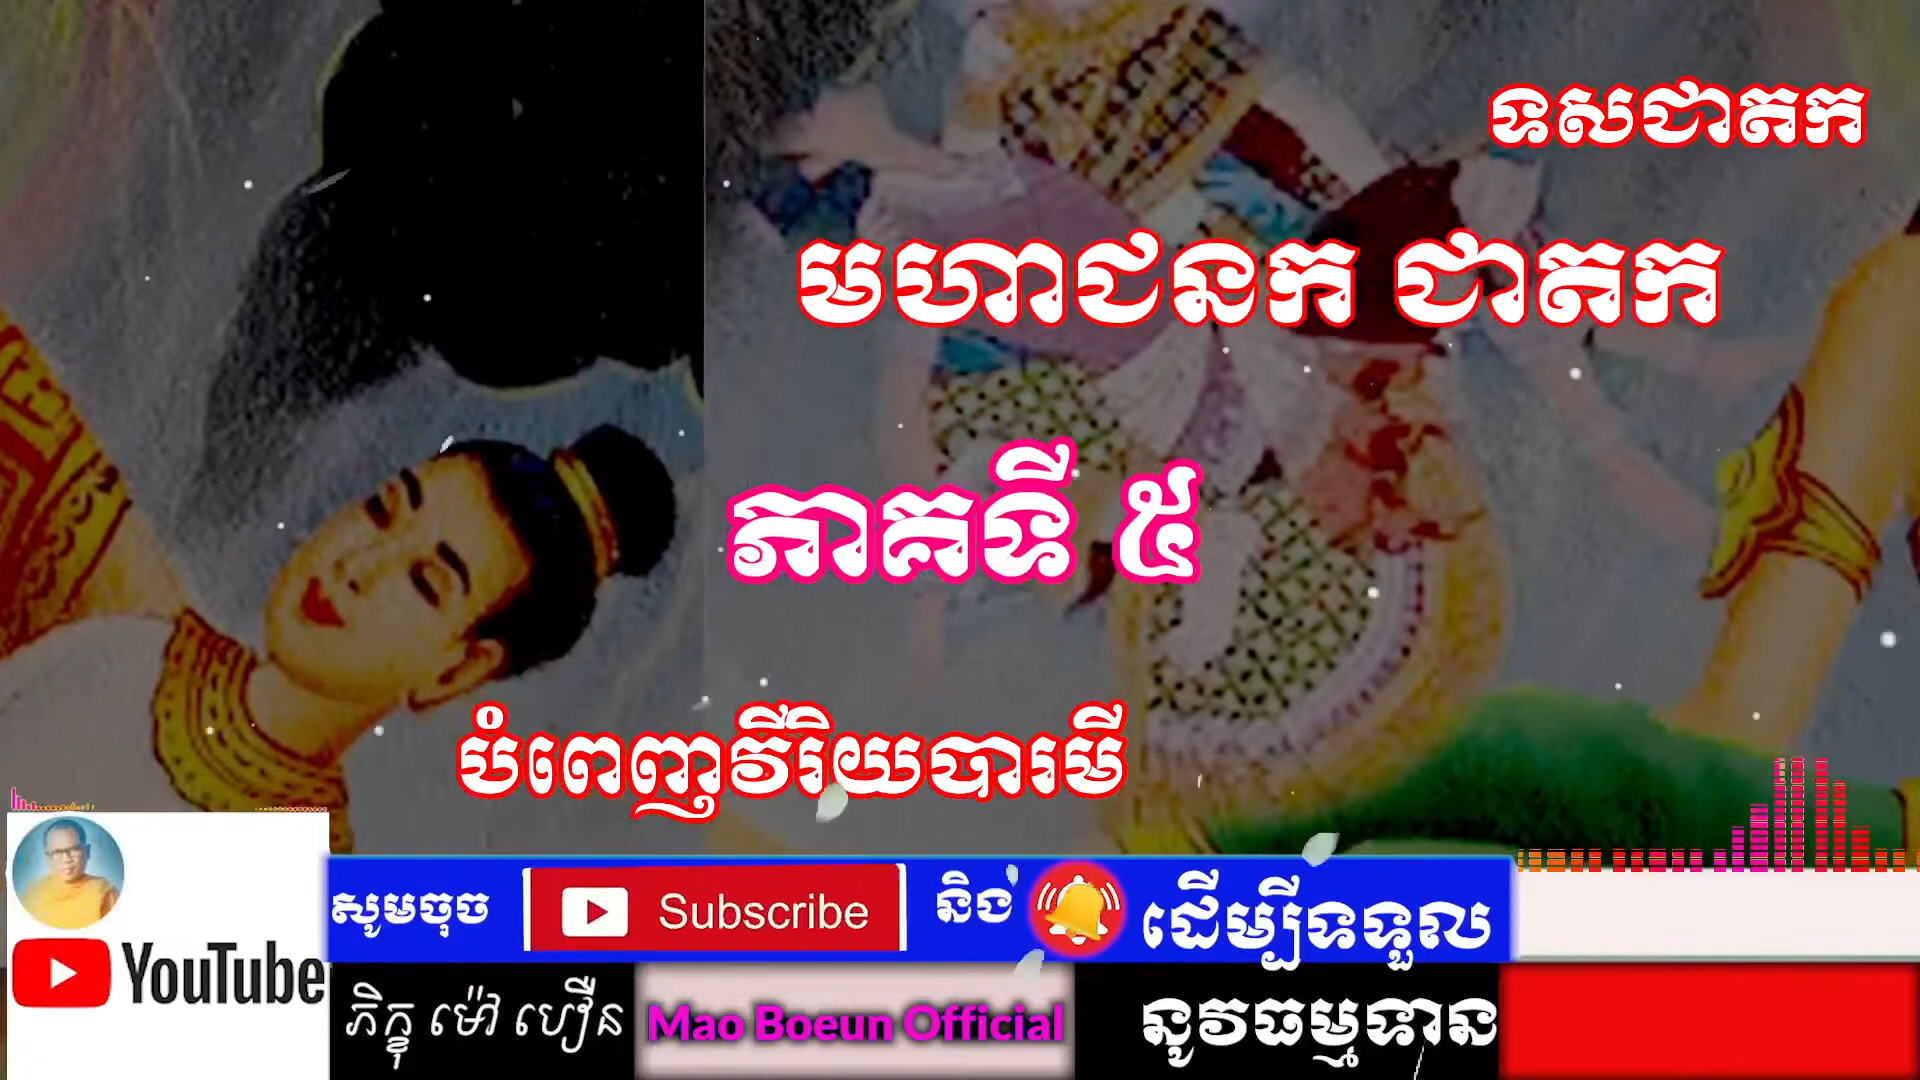 ទសជាតក
មហាជនក ជាតក
ភាគទី ៥
បំពេញវីរិយបារមី
សូមចុច Subscribe និង ដើម្បីទទួល
YouTube ភិក្ខុ ម៉ៅ បឿន Mao Boeun Official នូវធម្មទាន